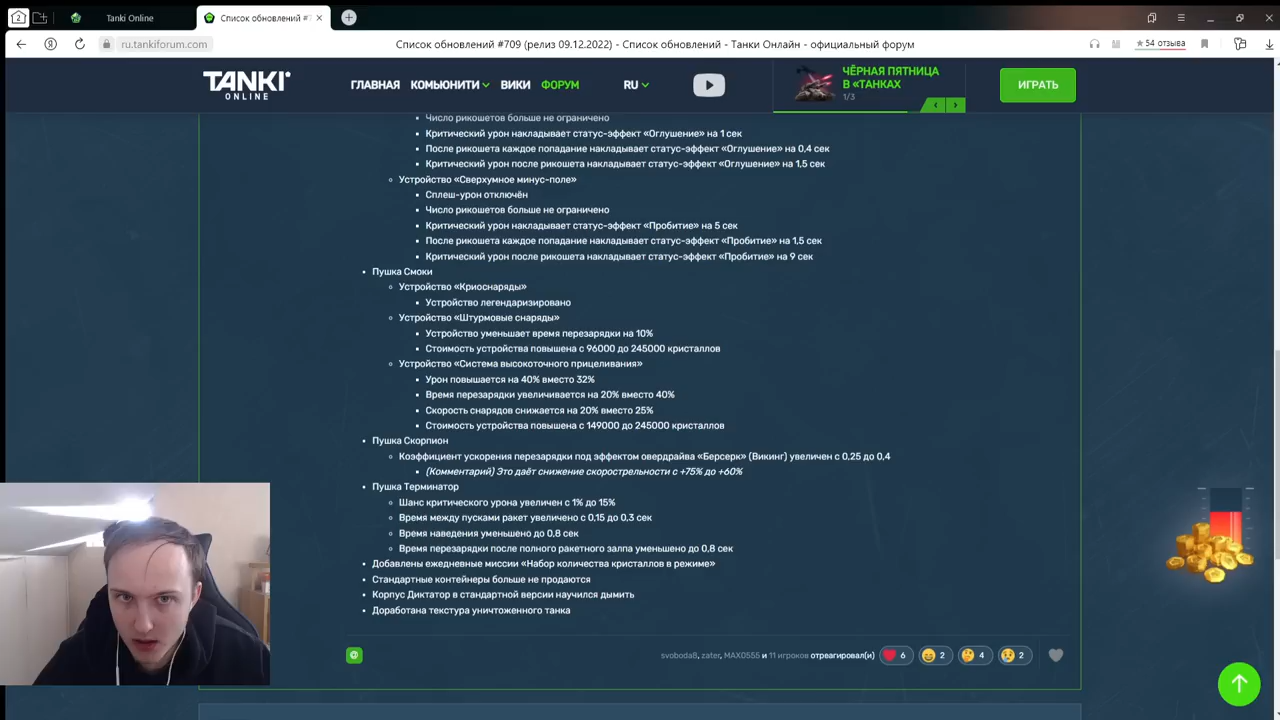 Tanki Online
Список обновлений #7
ru.tankiforum.com
Список обновлений #709 (релиз 09.12.2022) - Список обновлений - Танки Онлайн - официальный форум
54 отзыва
TANKI
ONLINE
ГЛАВНАЯ
КОМЬЮНИТИ
ВИКИ
ФОРУМ
RU
ЧЁРНАЯ ПЯТНИЦА
В «ТАНКАХ
1/3
ИГРАТЬ
Число рикошетов больше не ограничено
Критический урон накладывает статус-эффект «Оглушение» на 1 сек
После рикошета каждое попадание накладывает статус-эффект «Оглушение» на 0,4 сек
Критический урон после рикошета накладывает статус-эффект «Оглушение» на 1,5 сек
Устройство «Сверхумное минус-поле»
Сплеш-урон отключён
Число рикошетов больше не ограничено
Критический урон накладывает статус-эффект «Пробитие» на 5 сек
После рикошета каждое попадание накладывает статус-эффект «Пробитие» на 1,5 сек
Критический урон после рикошета накладывает статус-эффект «Пробитие» на 9 сек
Пушка Смоки
Устройство «Криоснаряды»
Устройство легендаризировано
Устройство «Штурмовые снаряды»
Устройство уменьшает время перезарядки на 10%
Стоимость устройства повышена с 96000 до 245000 кристаллов
Устройство «Система высокоточного прицеливания»
Урон повышается на 40% вместо 32%
Время перезарядки увеличивается на 20% вместо 40%
Скорость снарядов снижается на 20% вместо 25%
Стоимость устройства повышена с 149000 до 245000 кристаллов
Пушка Скорпион
Коэффициент ускорения перезарядки под эффектом овердрайва «Берсерк» (Викинг) увеличен с 0,25 до 0,4
(Комментарий) Это даёт снижение скорострельности с +75% до +60%
Пушка Терминатор
Шанс критического урона увеличен с 1% до 15%
Время между пусками ракет увеличено с 0,15 до 0,3 сек
Время наведения уменьшено до 0,8 сек
Время перезарядки после полного ракетного залпа уменьшено до 0,8 сек
Добавлены ежедневные миссии «Набор количества кристаллов в режиме»
Стандартные контейнеры больше не продаются
Корпус Диктатор в стандартной версии научился дымить
Доработана текстура уничтоженного танка
svoboda8, zater, MAX0555 и 11 игроков отреагировал(и)
6
2
4
2